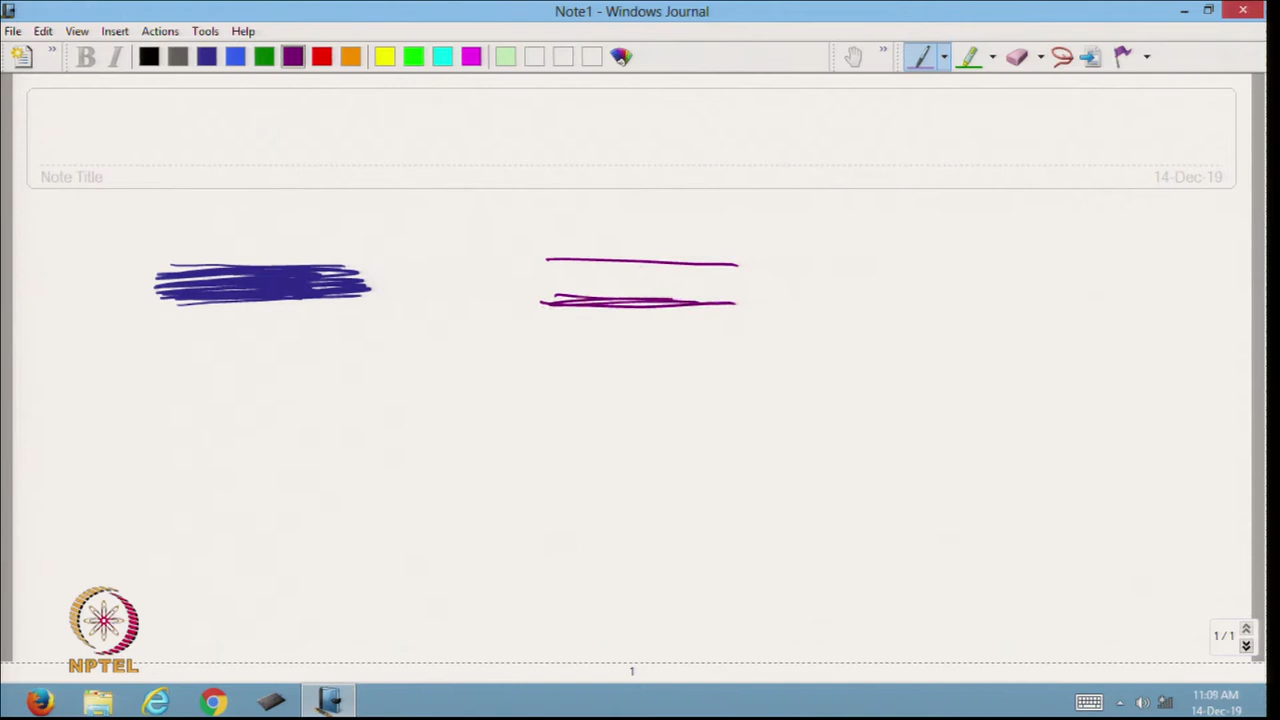 Note1 - Windows Journal
File Edit View Insert Actions Tools Help
B I
Note Title
14-Dec-19
1 / 1
NPTEL
1
11:09 AM
14-Dec-19